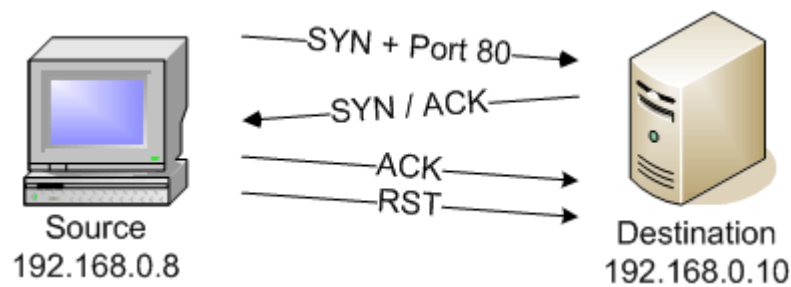 SYN + Port 80
SYN / ACK
ACK
RST
Source
192.168.0.8
Destination
192.168.0.10